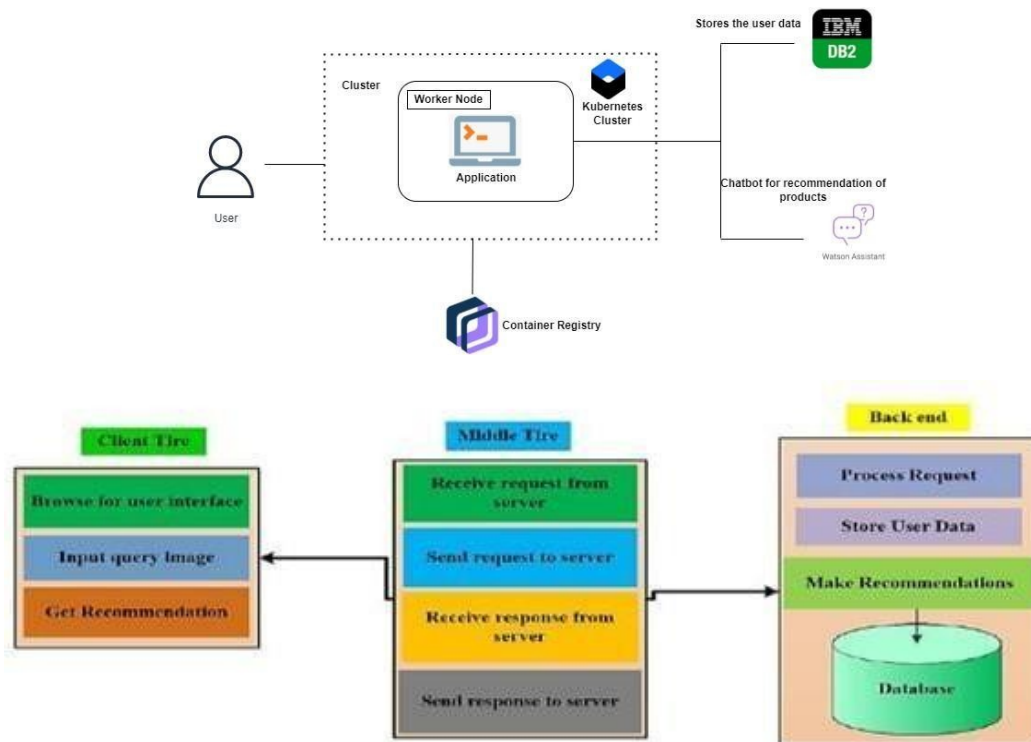 Stores the user data
IBM
DB2
Cluster
Worker Node
Kubernetes
Cluster
Application
User
Chatbot for recommendation of
products
Watson Assistant
Container Registry
Client Tire
Browse for user interface
Input query Image
Get Recommendation
Middle Tire
Receive request from
server
Send request to server
Receive response from
server
Send response to server
Back end
Process Request
Store User Data
Make Recommendations
Database